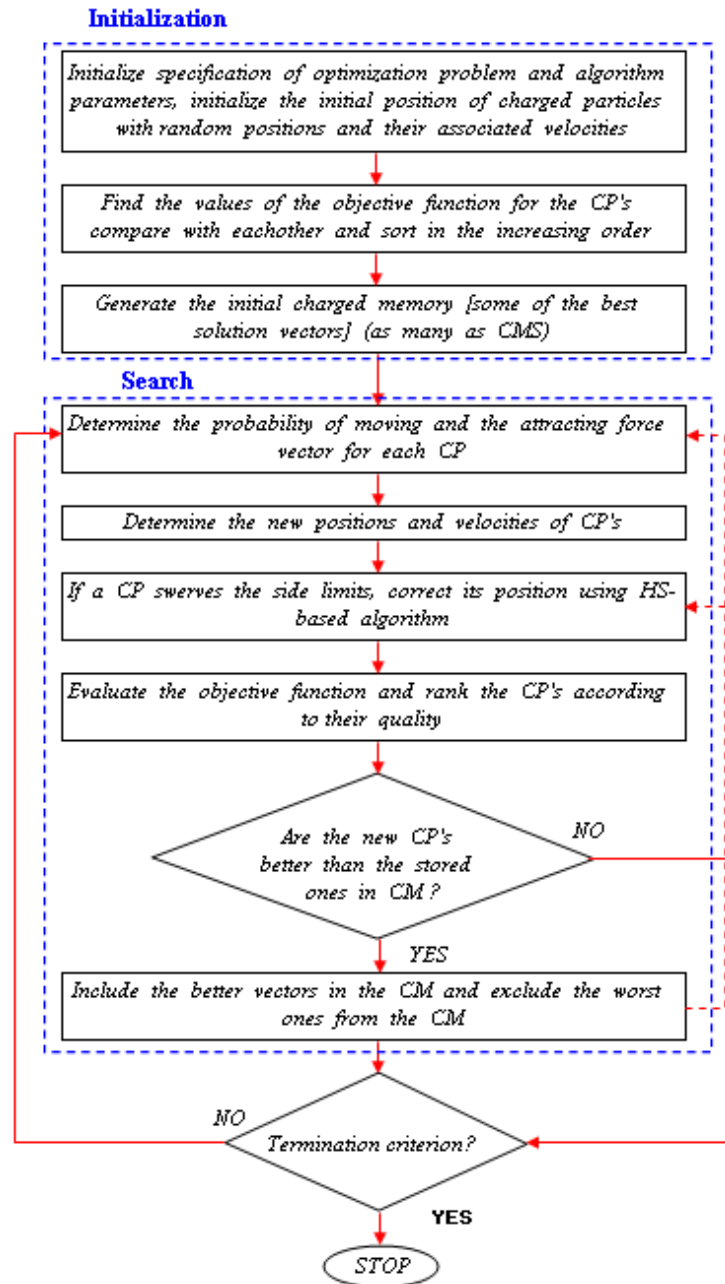 Initialization
Initialize specification of optimization problem and algorithm
parameters, initialize the initial position of charged particles
with random positions and their associated velocities
Find the values of the objective function for the CP's
compare with eachother and sort in the increasing order
Generate the initial charged memory [some of the best
solution vectors] (as many as CMS)
Search
Determine the probability of moving and the attracting force
vector for each CP
Determine the new positions and velocities of CP's
If a CP swerves the side limits, correct its position using HS-
based algorithm
Evaluate the objective function and rank the CP's according
to their quality
Are the new CP's
better than the stored
ones in CM ?
NO
YES
Include the better vectors in the CM and exclude the worst
ones from the CM
NO
Termination criterion?
YES
STOP